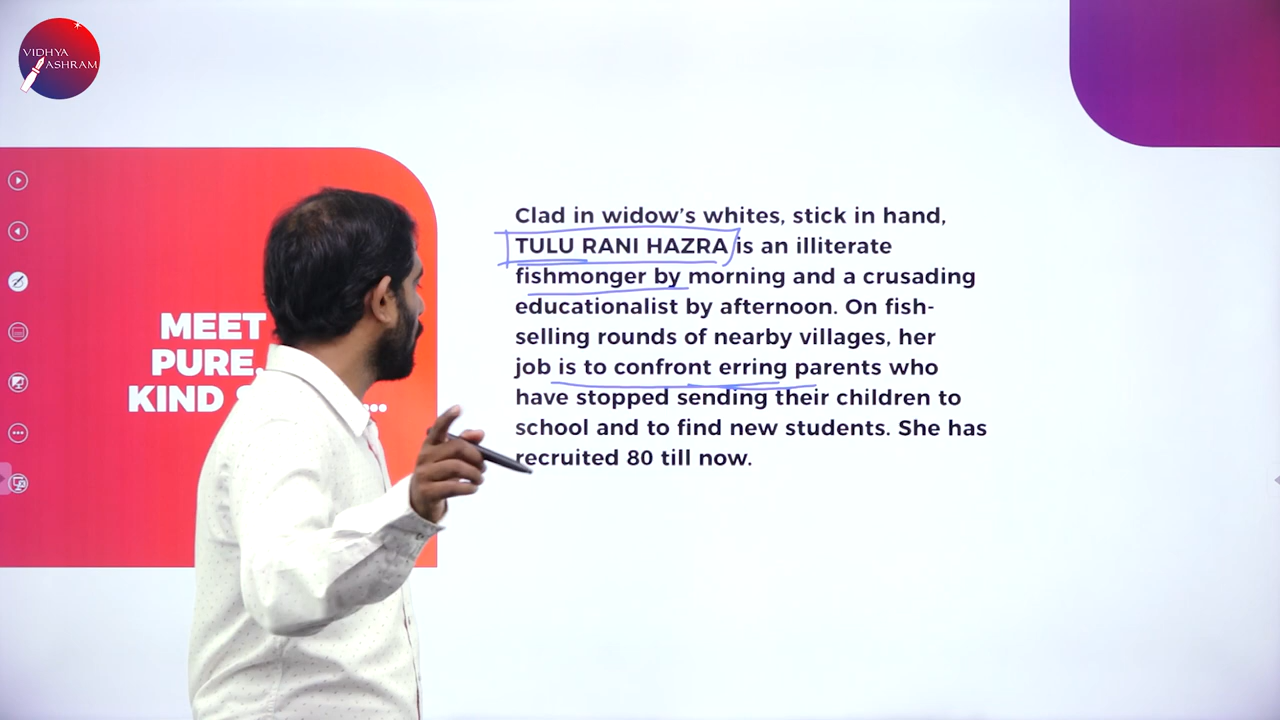 VIDHYA
ASHRAM
MEET
PURE,
KIND
...
Clad in widow's whites, stick in hand,
TULU RANI HAZRA is an illiterate
fishmonger by morning and a crusading
educationalist by afternoon. On fish-
selling rounds of nearby villages, her
job is to confront erring parents who
have stopped sending their children to
school and to find new students. She has
recruited 80 till now.